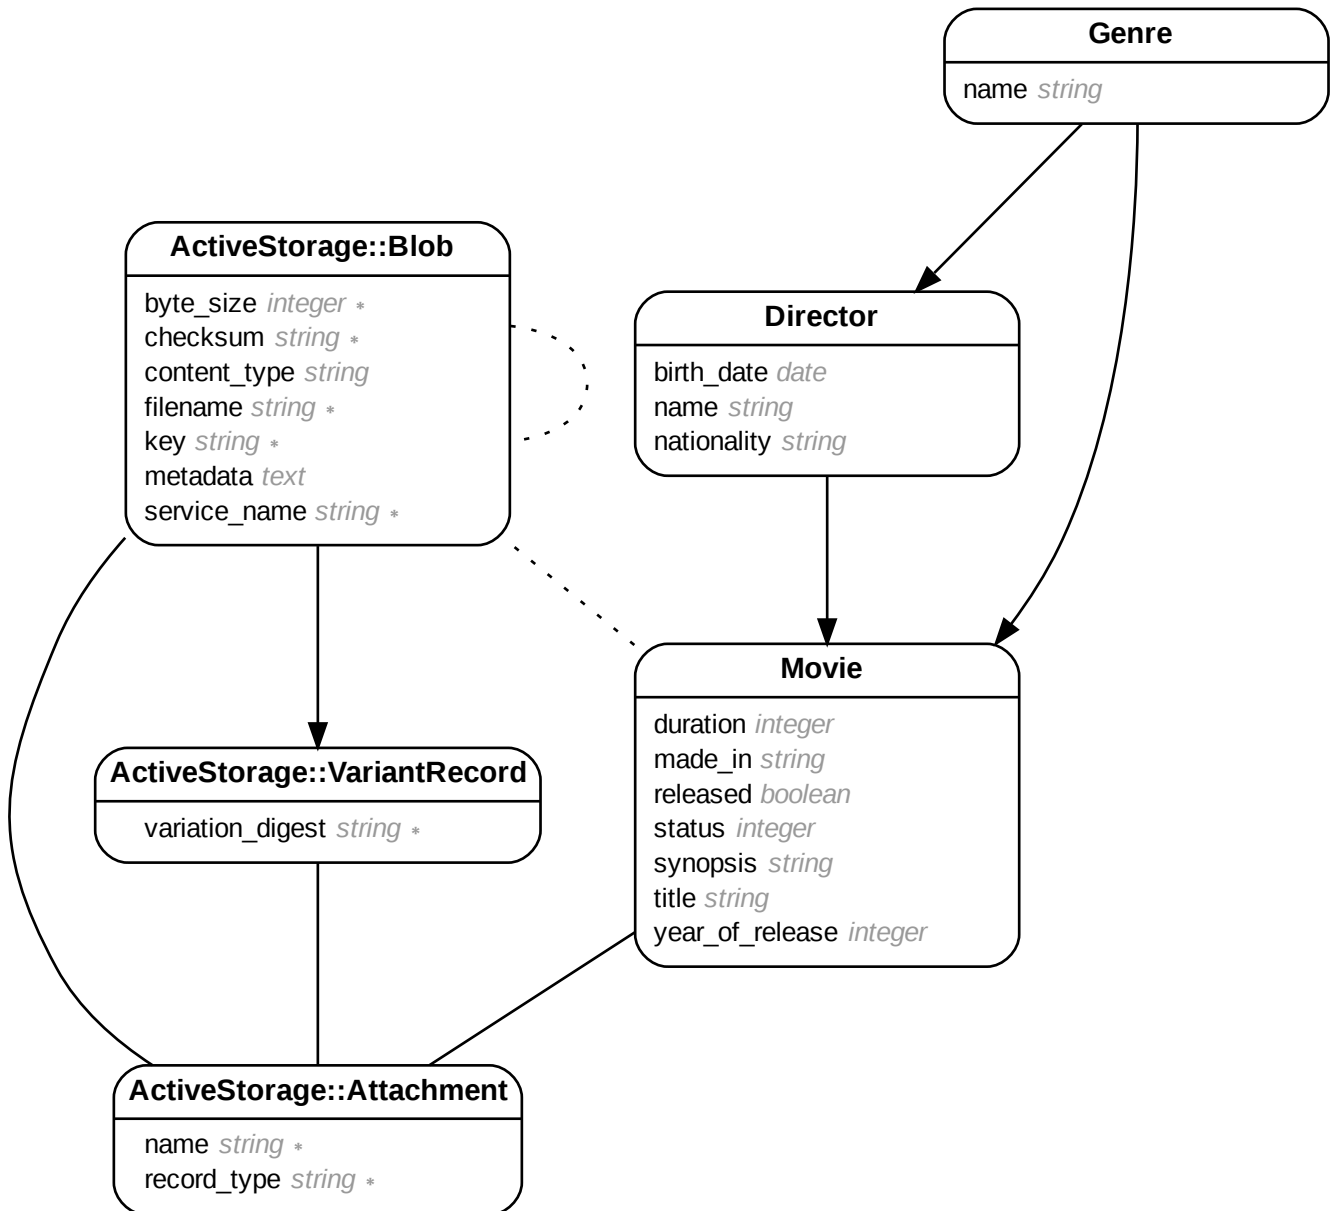 Genre
name string
ActiveStorage::Blob
byte_size integer *
checksum string *
content_type string
filename string *
key string *
metadata text
service_name string *
Director
birth_date date
name string
nationality string
Movie
duration integer
made_in string
released boolean
status integer
synopsis string
title string
year_of_release integer
ActiveStorage::VariantRecord
variation_digest string *
ActiveStorage::Attachment
name string *
record_type string *